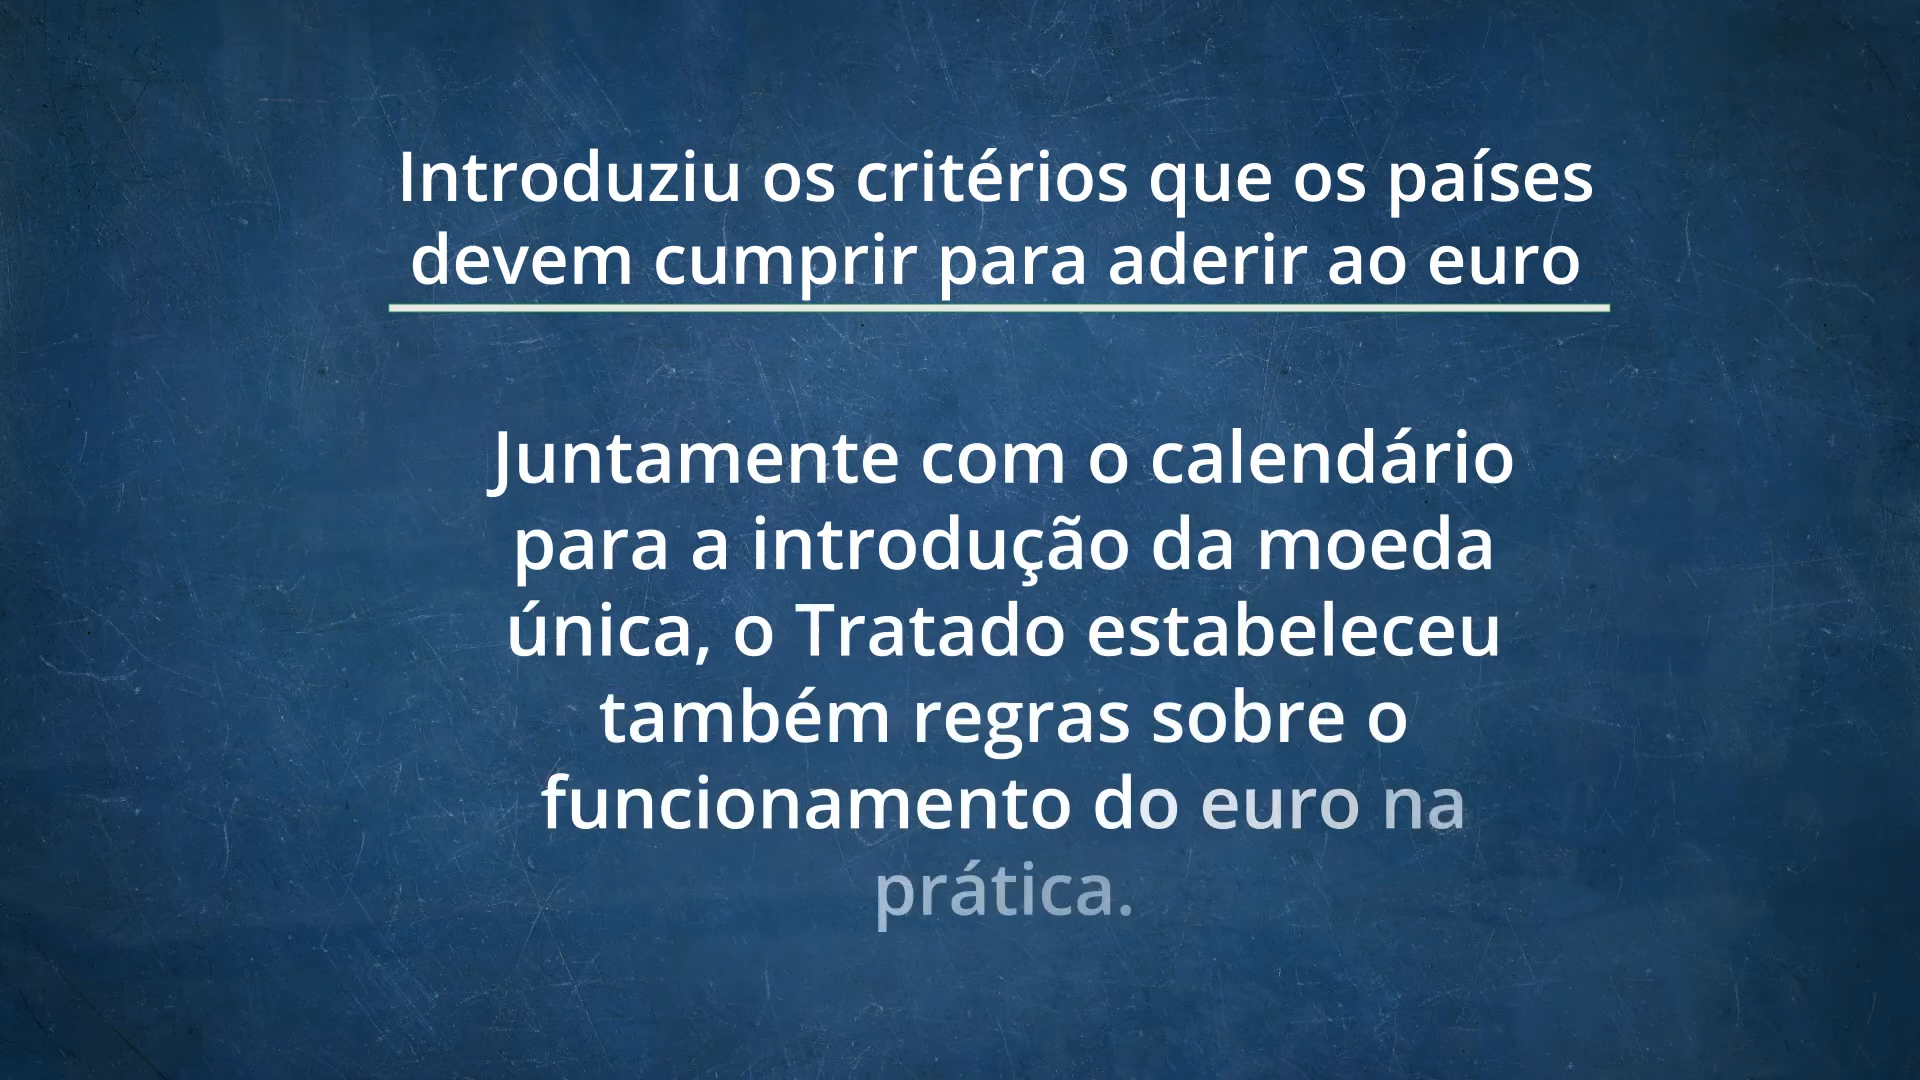 Introduziu os critérios que os países
devem cumprir para aderir ao euro
Juntamente com o calendário
para a introdução da moeda
única, o Tratado estabeleceu
também regras sobre o
funcionamento do euro na
prática.